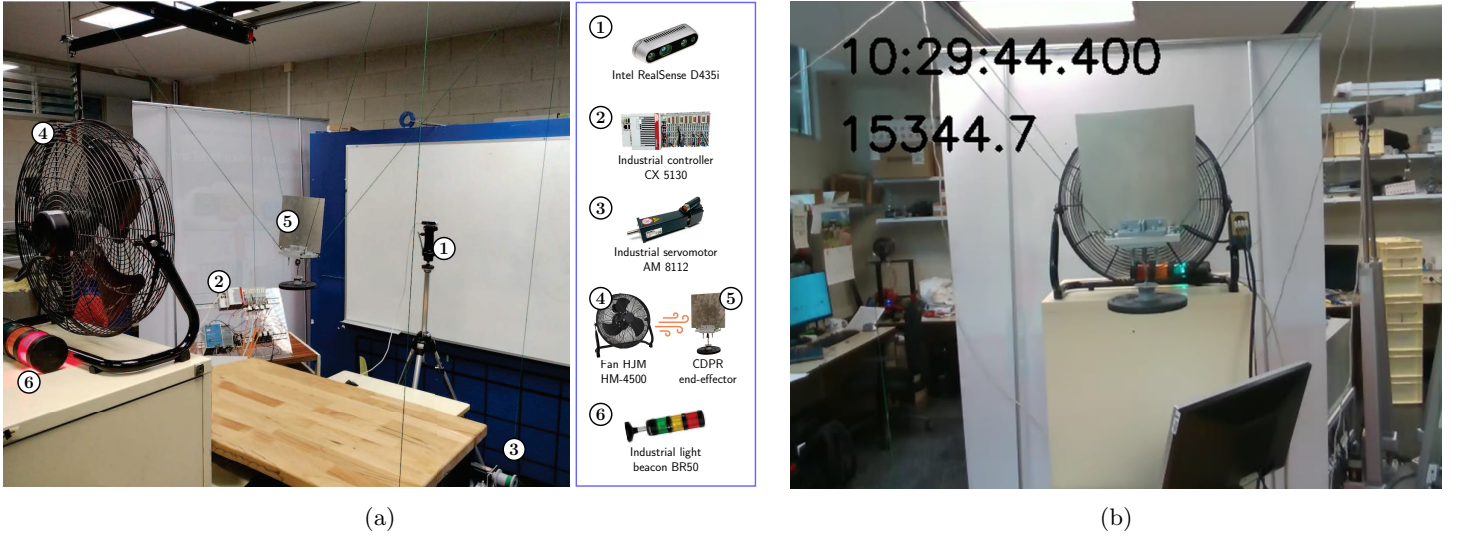 4
5
1
2
6
3
1
Intel RealSense D435i
2
Industrial controller
CX 5130
3
Industrial servomotor
AM 8112
4
5
Fan HJM
HM-4500
CDPR
end-effector
6
Industrial light
beacon BR50
(a)
10:29:44.400
15344.7
(b)